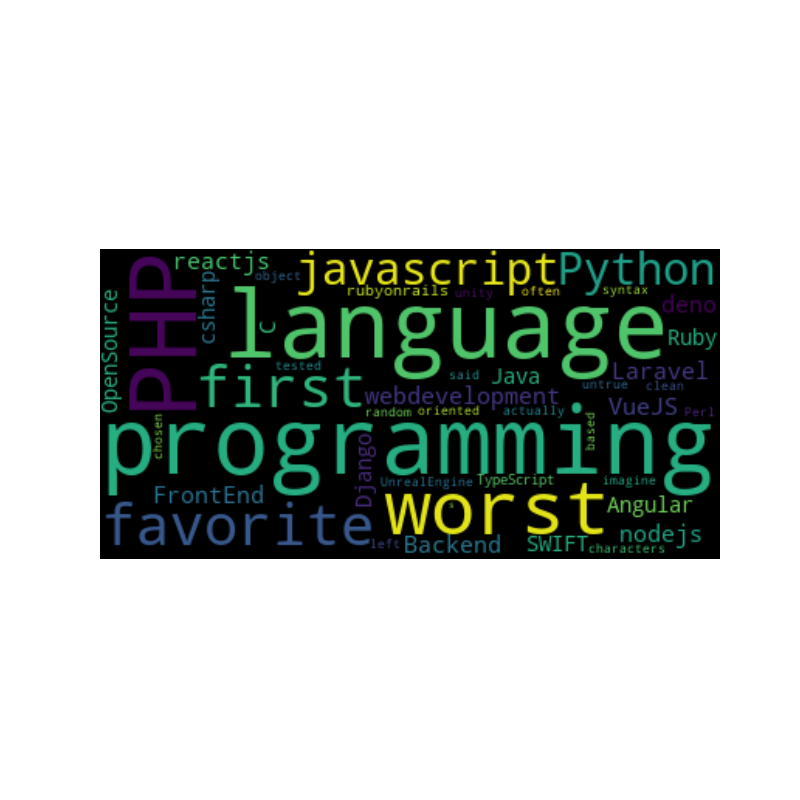 reactjs
object
javascript
Python
PHP
csharp
rubyonrails
unity
often
syntax
deno
OpenSource
C
language
Ruby
first
tested
said
Java
untrue
clean
Laravel
webdevelopment
VueJS
Perl
random
oriented
actually
based
chosen
programming
Django
UnrealEngine
TypeScript
imagine
FrontEnd
worst
Angular
favorite
left
Backend
SWIFT
characters
nodejs